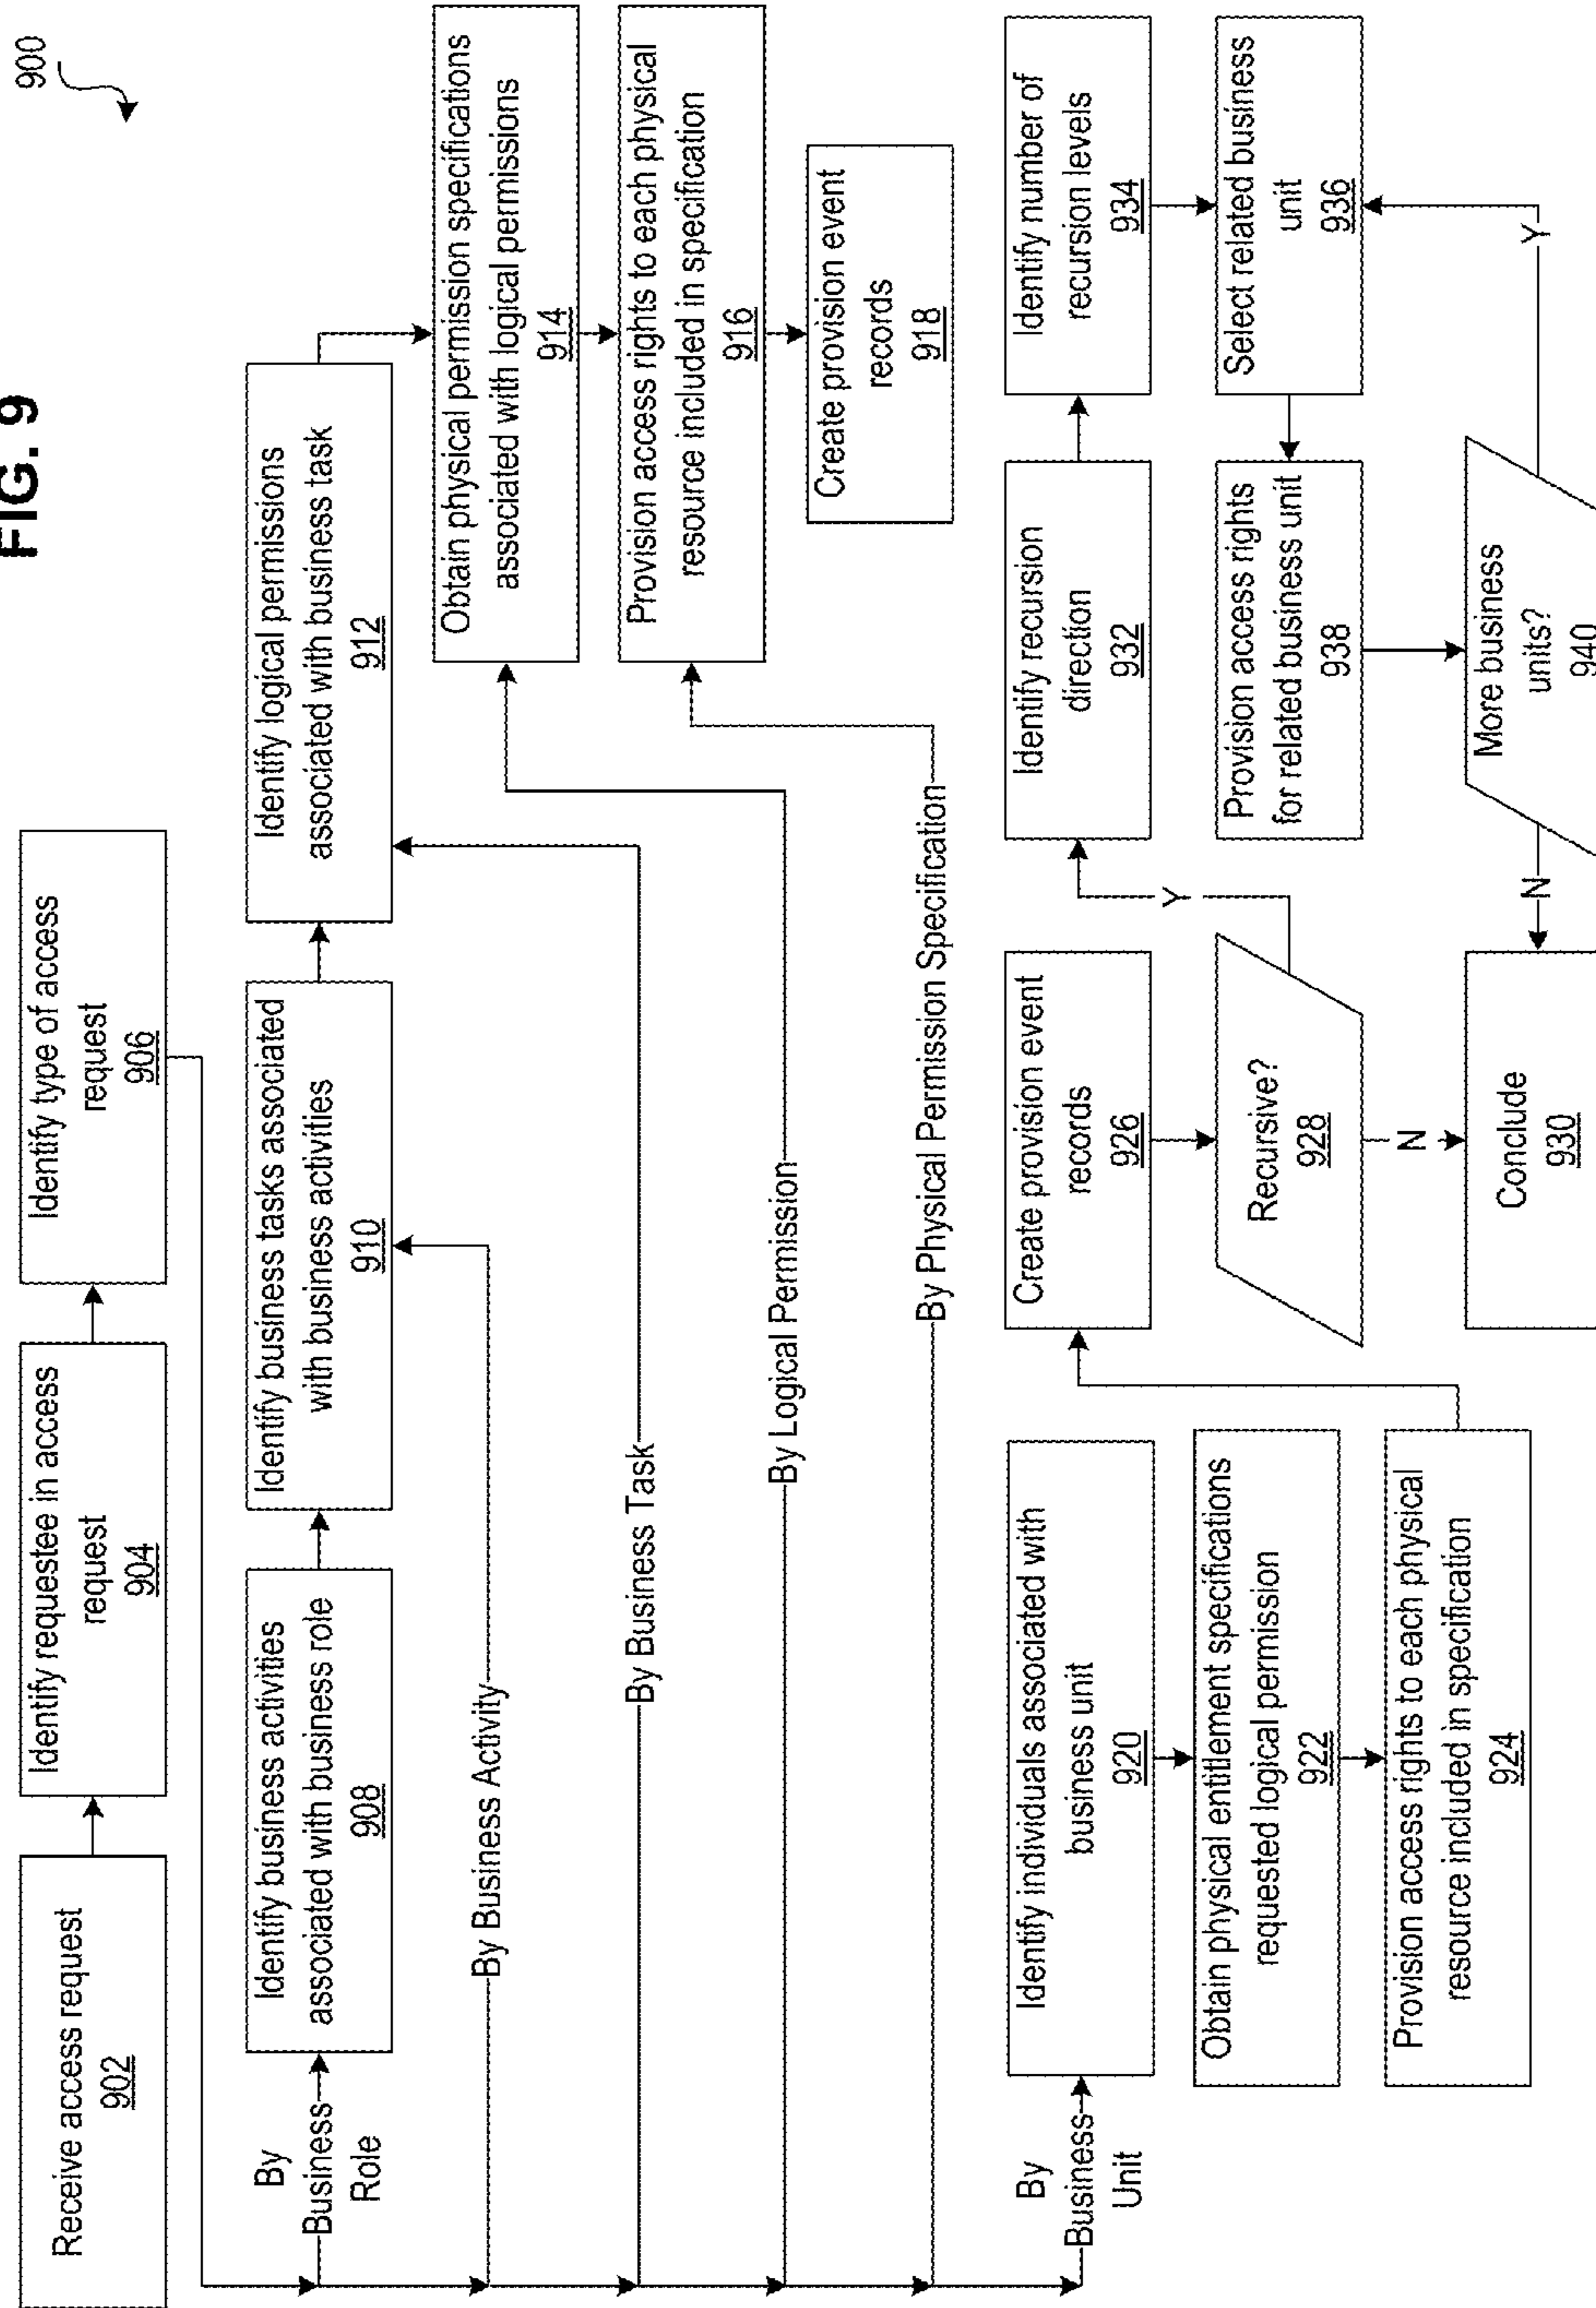 FIG. 9
900
Receive access request
902
Identify requestee in access
request
904
Identify type of access
request
906
By
Business
Role
Identify business activities
associated with business role
908
Identify business tasks associated
with business activities
910
Identify logical permissions
associated with business task
912
By Business Activity
By Business Task
By Logical Permission
By Physical Permission Specification
Obtain physical permission specifications
associated with logical permissions
914
Provision access rights to each physical
resource included in specification
916
Create provision event
records
918
By
Business
Unit
Identify individuals associated with
business unit
920
Obtain physical entitlement specifications
requested logical permission
922
Provision access rights to each physical
resource included in specification
924
Create provision event
records
926
Recursive?
928
Y
N
Conclude
930
Identify recursion
direction
932
Identify number of
recursion levels
934
Select related business
unit
936
Provision access rights
for related business unit
938
More business
units?
940
Y
N